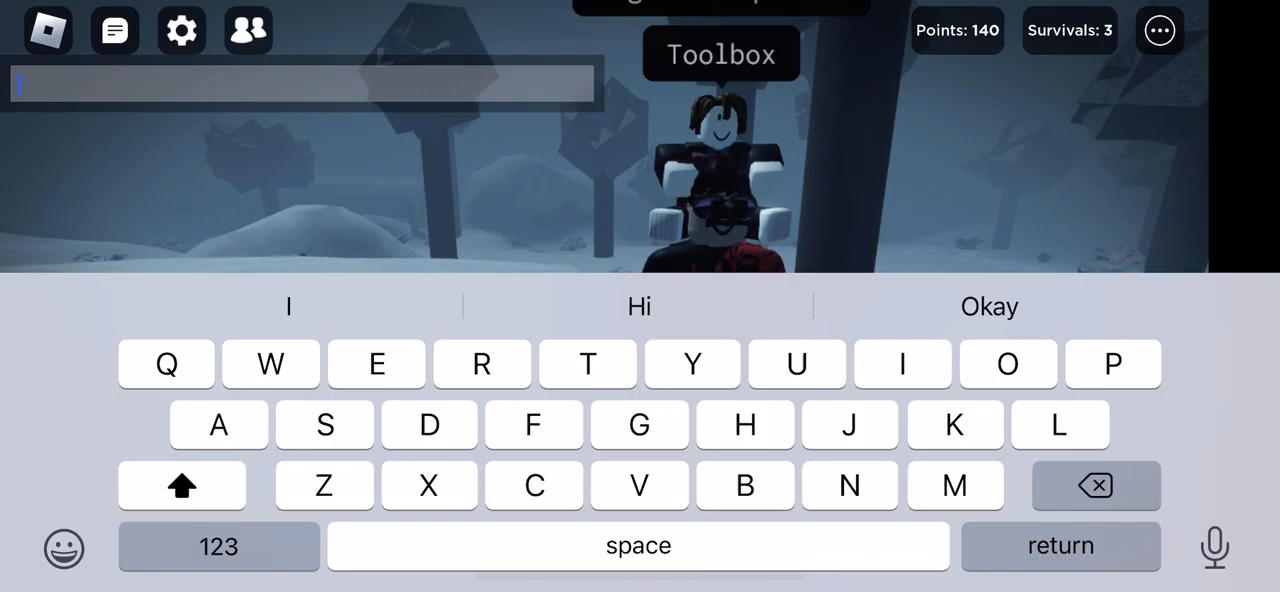 Points: 140
Survivals: 3
Toolbox
I
Hi
Okay
Q W E R T Y U I O P
A S D F G H J K L
Z X C V B N M
123
space
return